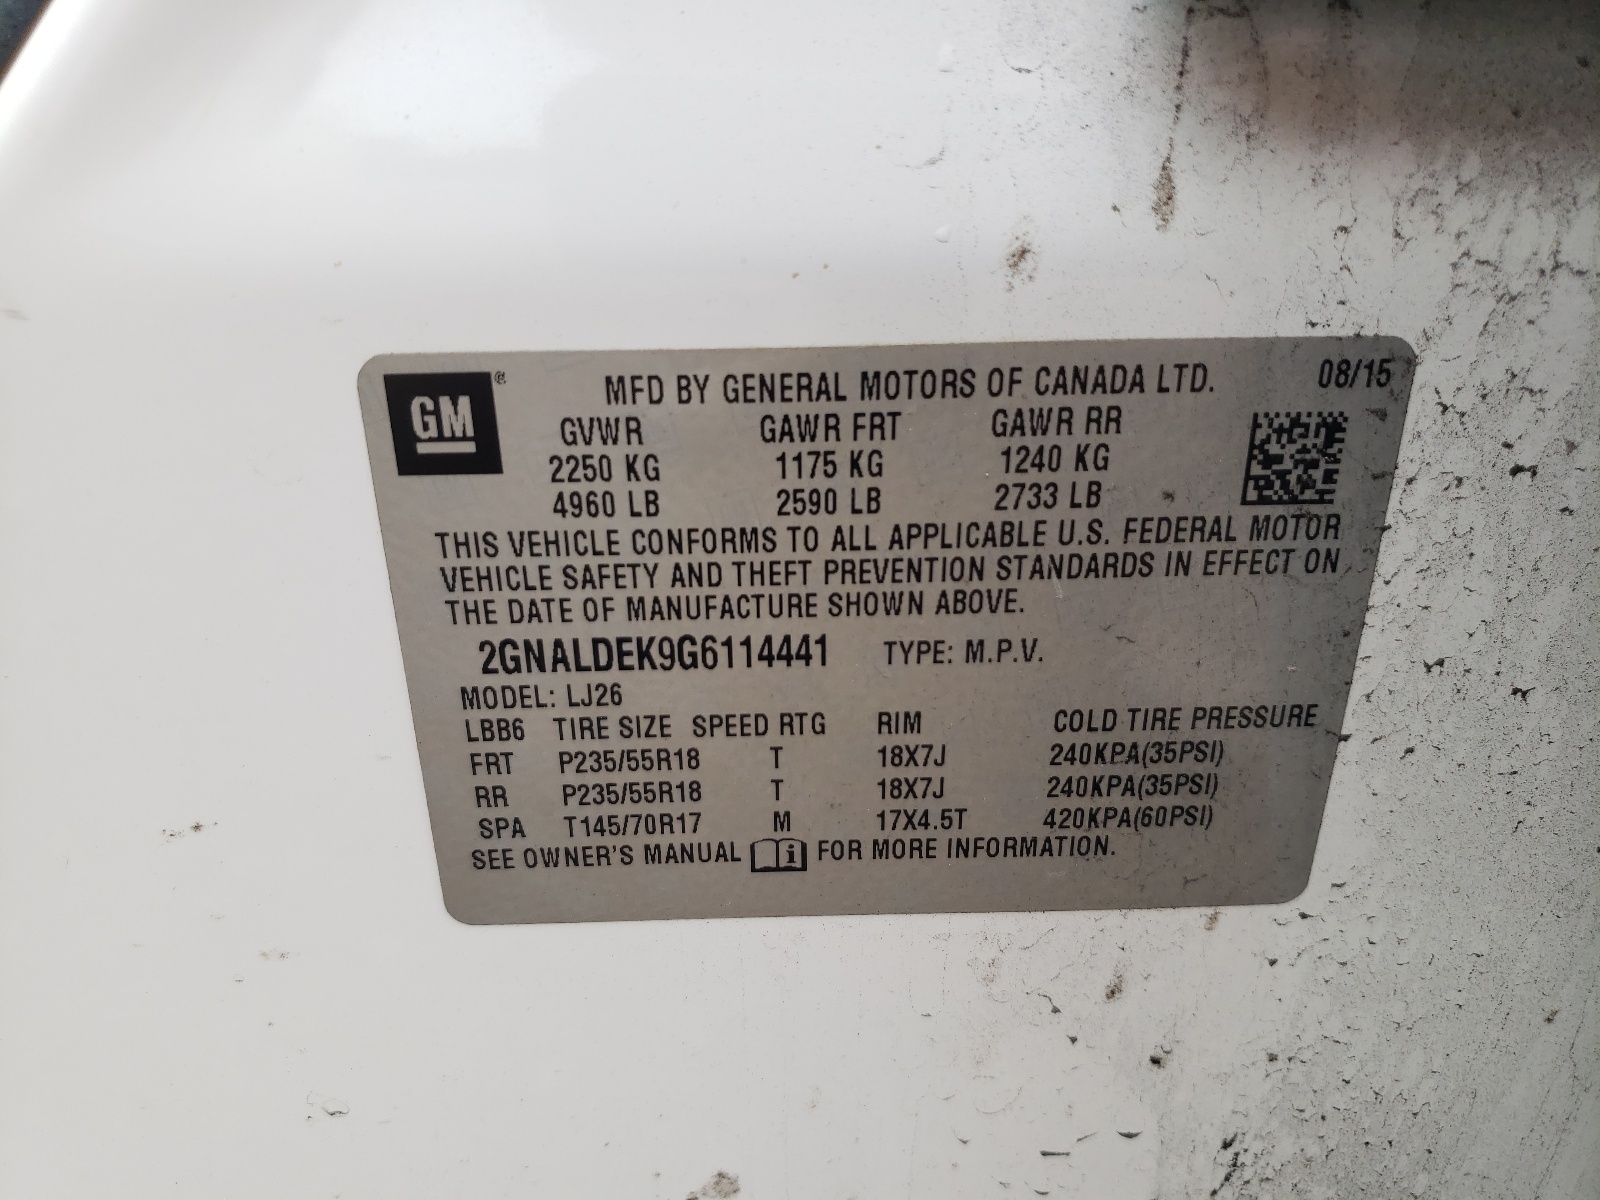 GM ® MFD BY GENERAL MOTORS OF CANADA LTD. 08/15
GVWR GAWR FRT GAWR RR
2250 KG 1175 KG 1240 KG
4960 LB 2590 LB 2733 LB
THIS VEHICLE CONFORMS TO ALL APPLICABLE U.S. FEDERAL MOTOR
VEHICLE SAFETY AND THEFT PREVENTION STANDARDS IN EFFECT ON
THE DATE OF MANUFACTURE SHOWN ABOVE.
2GNALDEK9G6114441 TYPE: M.P.V.
MODEL: LJ26
LBB6 TIRE SIZE SPEED RTG RIM COLD TIRE PRESSURE
FRT P235/55R18 T 18X7J 240KPA(35PSI)
RR P235/55R18 T 18X7J 240KPA(35PSI)
SPA T145/70R17 M 17X4.5T 420KPA(60PSI)
SEE OWNER'S MANUAL i FOR MORE INFORMATION.